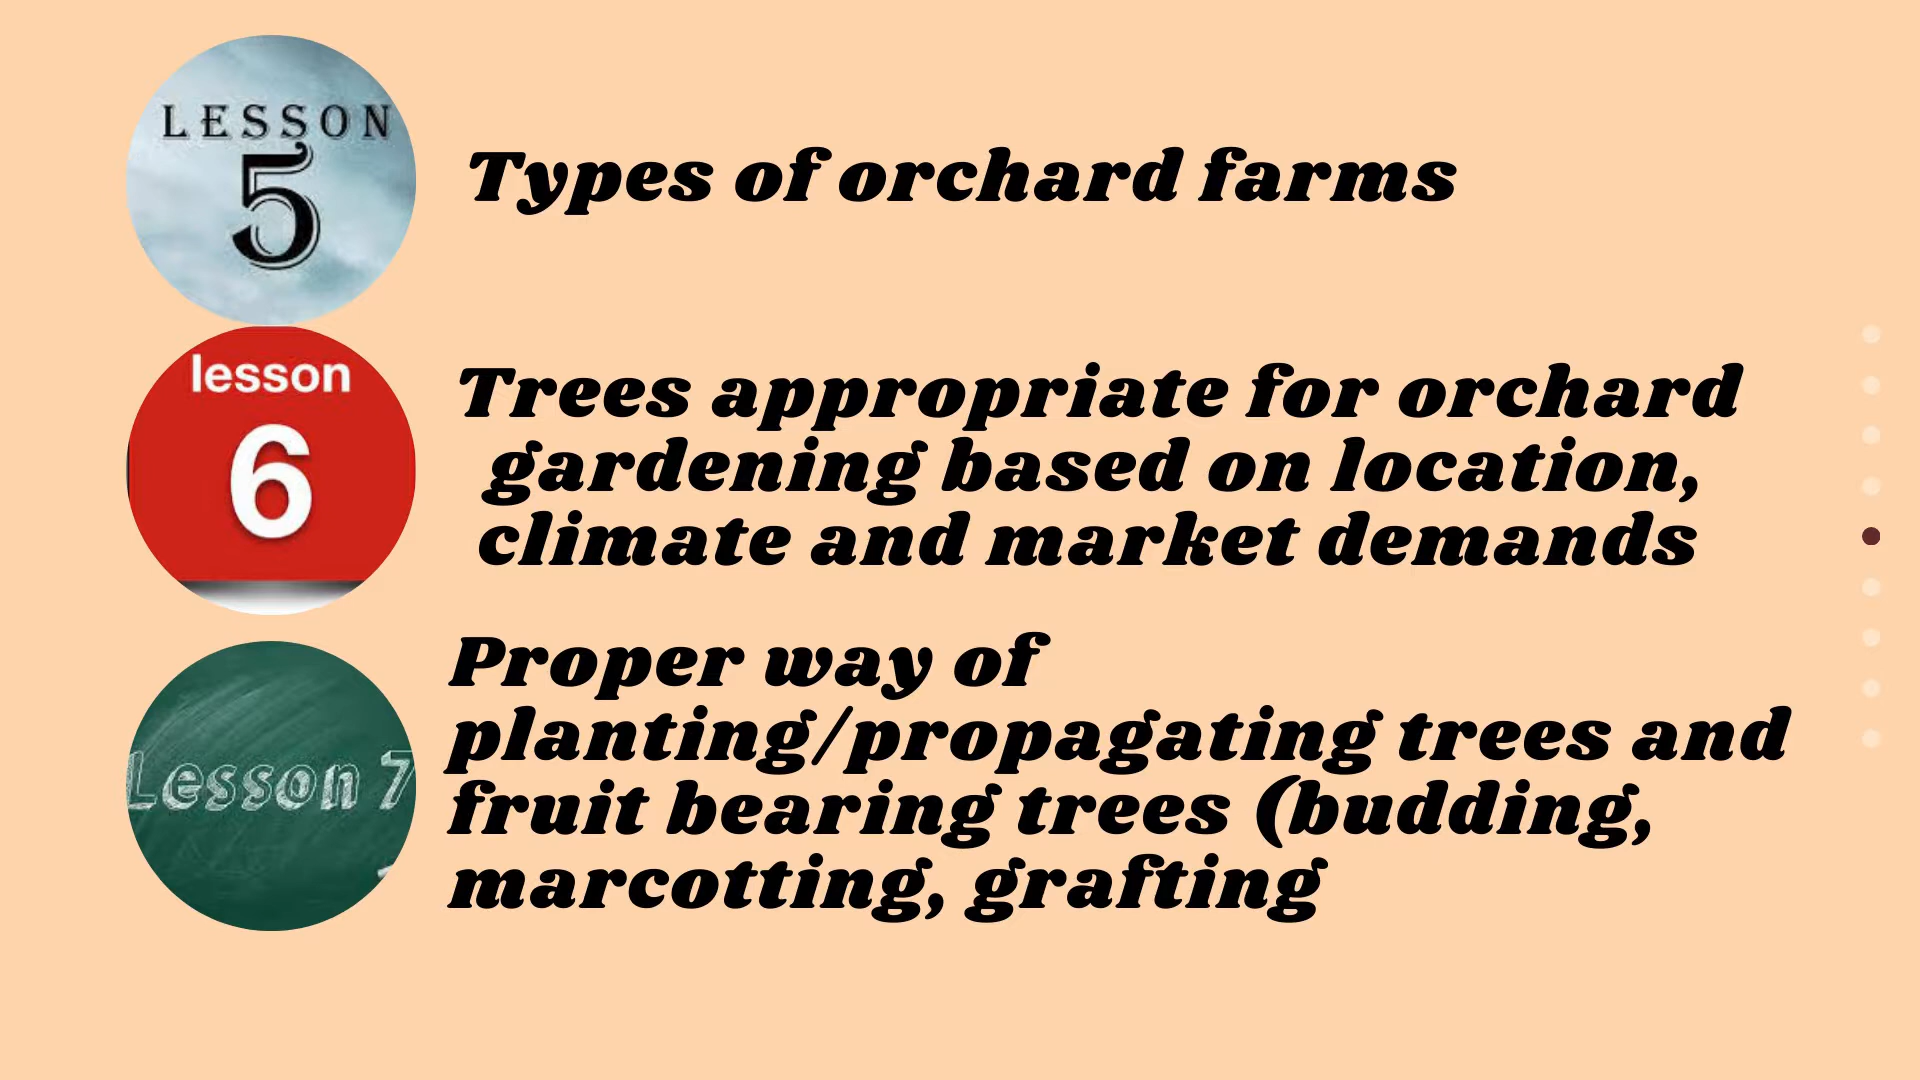 LESSON
5
Types of orchard farms
lesson
6
Trees appropriate for orchard
gardening based on location,
climate and market demands
Lesson 7
Proper way of
planting/propagating trees and
fruit bearing trees (budding,
marcotting, grafting